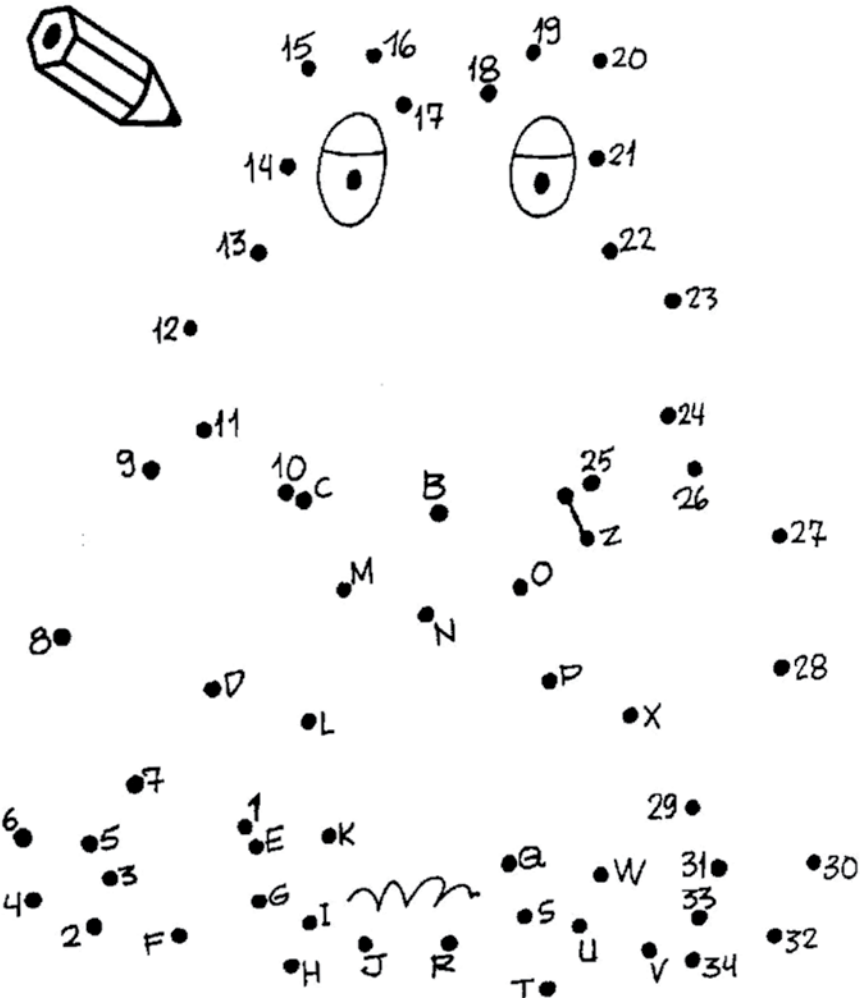 15 16 19 20
18
17
14 21
13 22
23
12
11 24
9 10 C B 25 26
Z 27
M O
N
8
D P 28
L X
7
1 29
6 5 E K
3 Q W 31 30
4 G I S 33
2 F J R U 32
H V 34
T